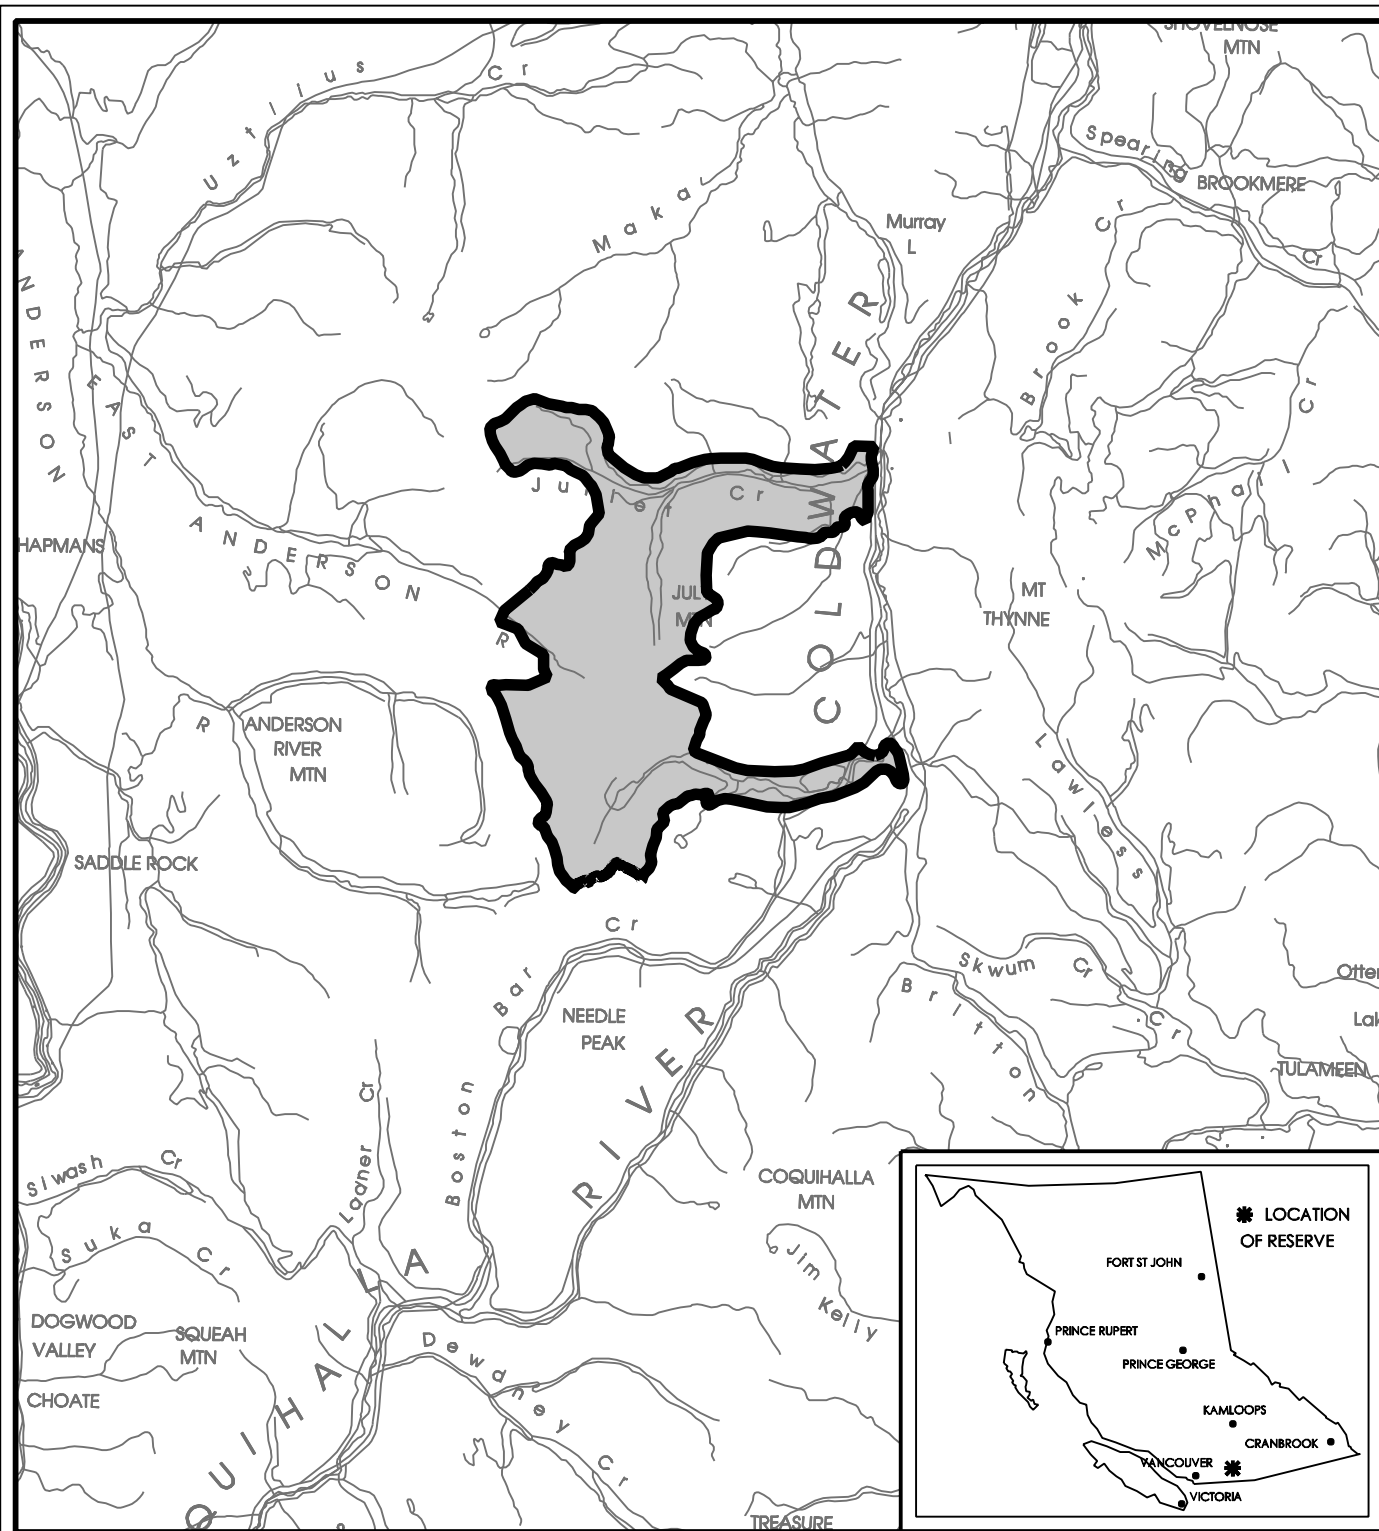 SHOVELNOSE
MTN
Uztlius Cr
Spearing
BROOKMERE
Cr
Maka
Murray
L
Brook Cr
ANDERSON
EAST
ANDERSON
R
COLDWATER
Juliet Cr
McPhail Cr
HAPMANS
JUL
MTN
MT
THYNNE
R
ANDERSON
RIVER
MTN
Lawless
SADDLE ROCK
Cr
Skwum Cr
Otter
Lak
Britton
Cr
Boston Bar
NEEDLE
PEAK
TULAMEEN
Siwash Cr
Ladner Cr
COQUIHALLA
MTN
Suka Cr
Jim
Kelly
QUIHALLA
RIVER
DOGWOOD
VALLEY
SQUEAH
MTN
CHOATE
Dewdney Cr
TREASURE
LOCATION
OF RESERVE
FORT ST JOHN
PRINCE RUPERT
PRINCE GEORGE
KAMLOOPS
CRANBROOK
VANCOUVER
VICTORIA